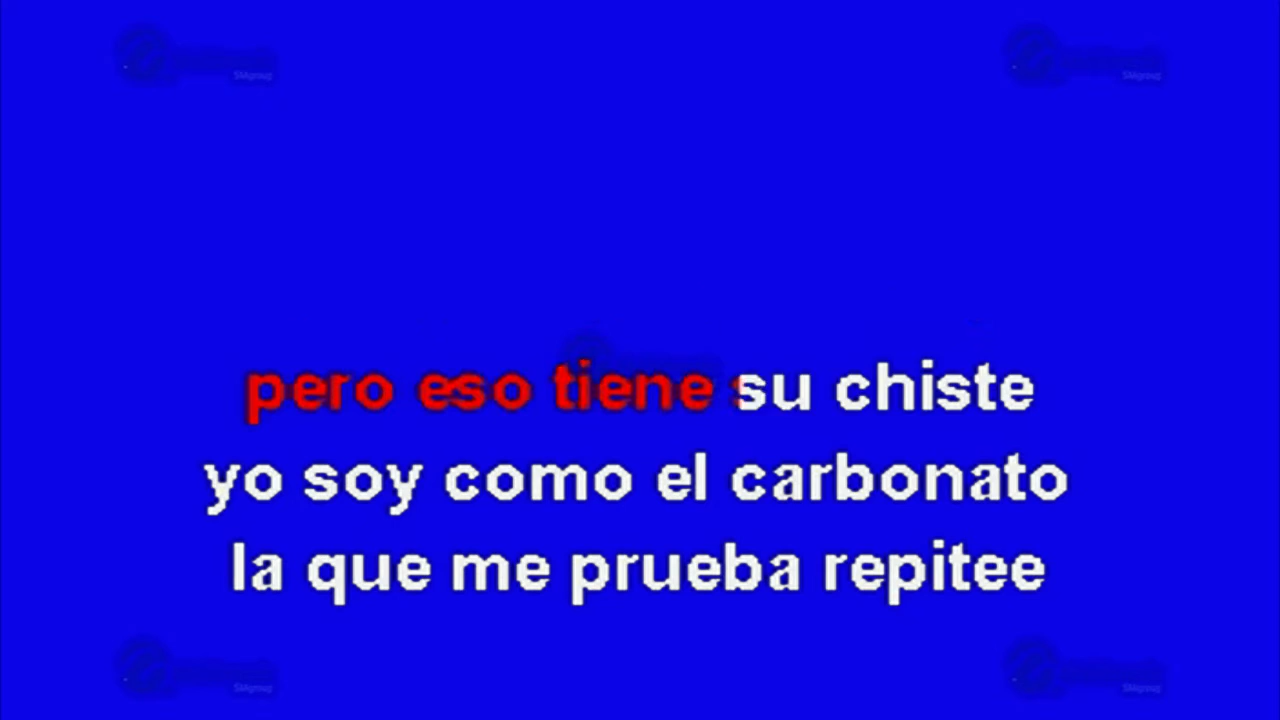 pero eso tiene su chiste
yo soy como el carbonato
la que me prueba repitee